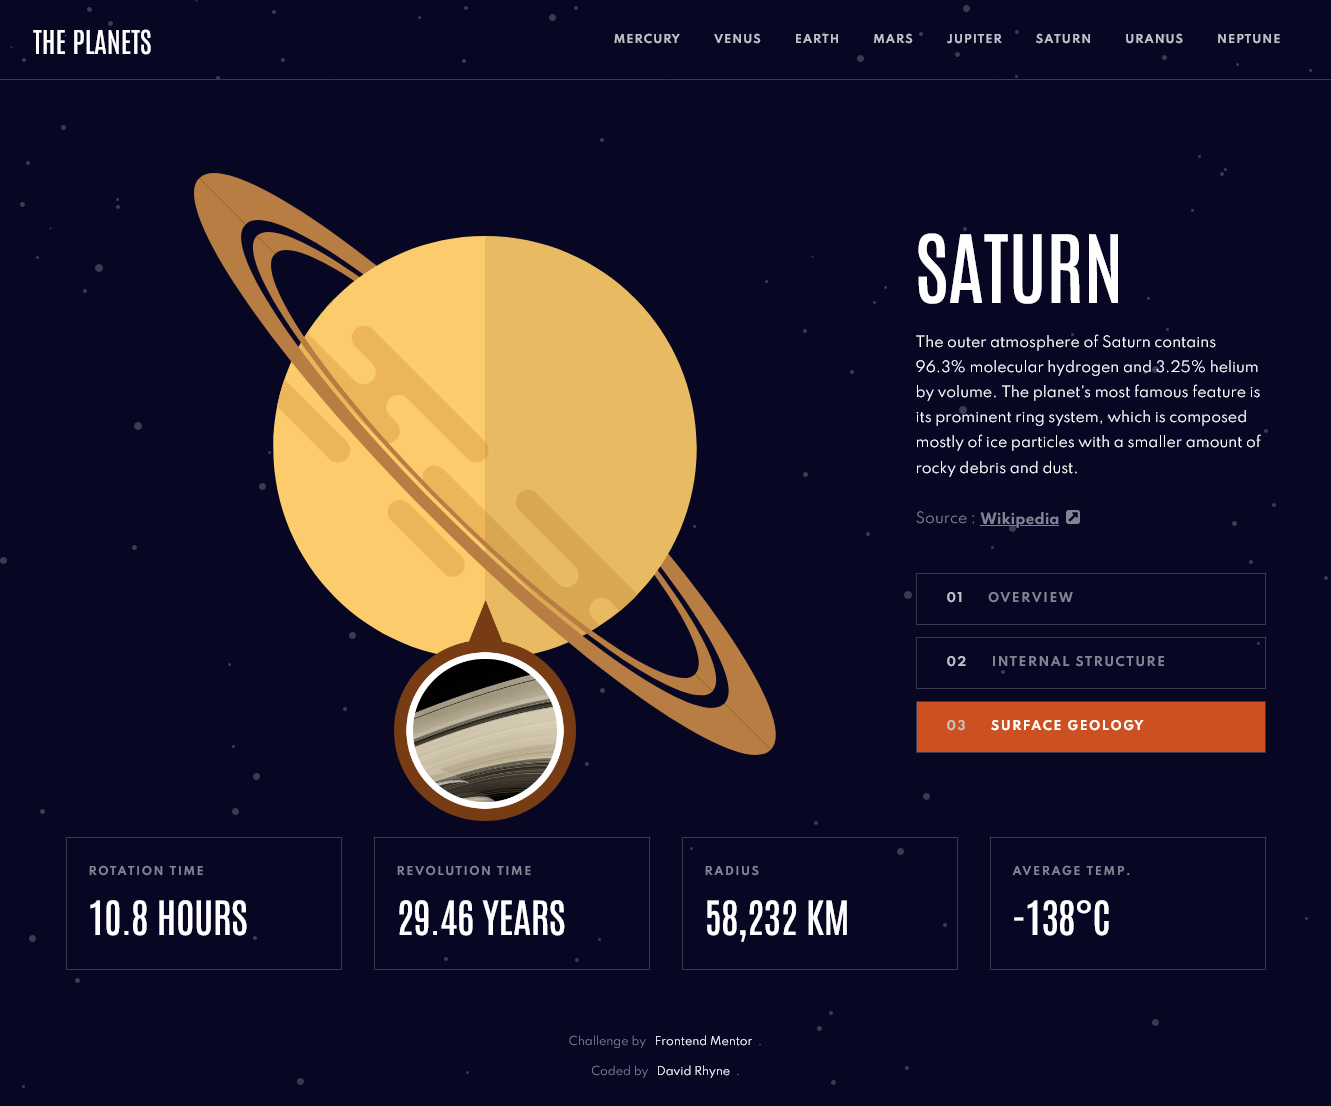 THE PLANETS
MERCURY VENUS EARTH MARS JUPITER SATURN URANUS NEPTUNE
SATURN
The outer atmosphere of Saturn contains
96.3% molecular hydrogen and 3.25% helium
by volume. The planet's most famous feature is
its prominent ring system, which is composed
mostly of ice particles with a smaller amount of
rocky debris and dust.
Source : Wikipedia
01 OVERVIEW
02 INTERNAL STRUCTURE
03 SURFACE GEOLOGY
ROTATION TIME
10.8 HOURS
REVOLUTION TIME
29.46 YEARS
RADIUS
58,232 KM
AVERAGE TEMP.
-138°C
Challenge by Frontend Mentor .
Coded by David Rhyne .